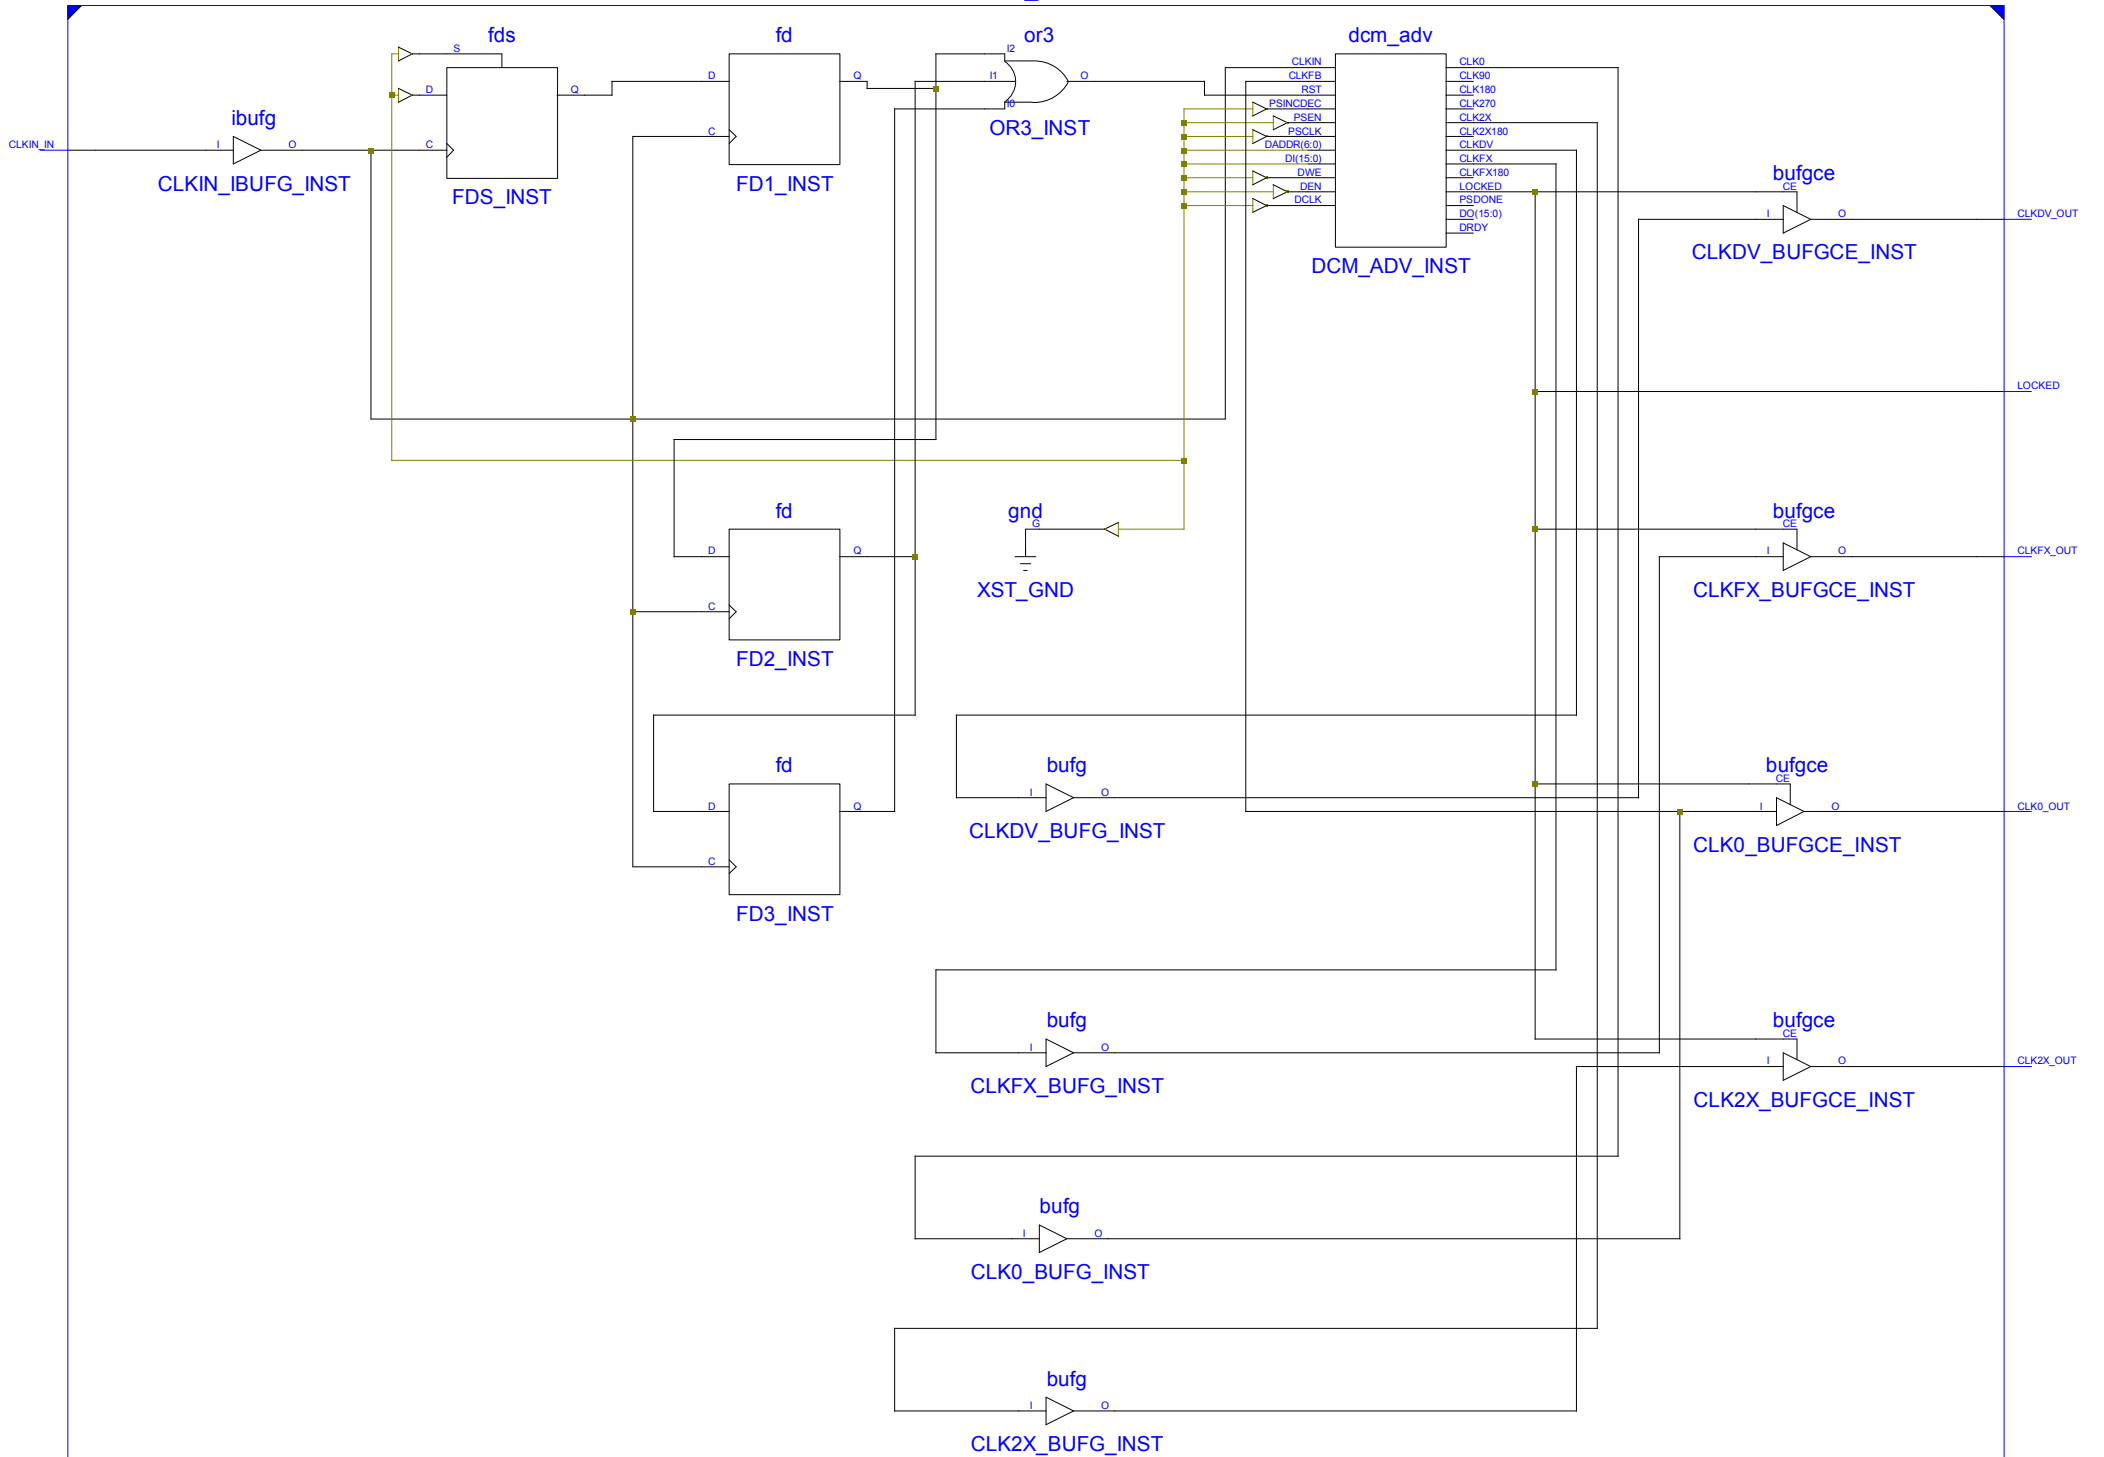 fds
fd
or3
dcm_adv
S
D
Q
C
FDS_INST
D
Q
C
FD1_INST
I2
I1
I0
O
OR3_INST
CLKIN
CLKFB
RST
PSINCDEC
PSEN
PSCLK
DADDR(6:0)
DI(15:0)
DWE
DEN
DCLK
CLK0
CLK90
CLK180
CLK270
CLK2X
CLK2X180
CLKDV
CLKFX
CLKFX180
LOCKED
PSDONE
DO(15:0)
DRDY
DCM_ADV_INST
ibufg
CLKIN_IN
I
O
CLKIN_IBUFG_INST
bufgce
CE
I
O
CLKDV_OUT
CLKDV_BUFGCE_INST
LOCKED
fd
D
Q
C
FD2_INST
gnd
G
XST_GND
bufgce
CE
I
O
CLKFX_OUT
CLKFX_BUFGCE_INST
fd
D
Q
C
FD3_INST
bufg
I
O
CLKDV_BUFG_INST
bufgce
CE
I
O
CLK0_OUT
CLK0_BUFGCE_INST
bufg
I
O
CLKFX_BUFG_INST
bufgce
CE
I
O
CLK2X_OUT
CLK2X_BUFGCE_INST
bufg
I
O
CLK0_BUFG_INST
bufg
I
O
CLK2X_BUFG_INST